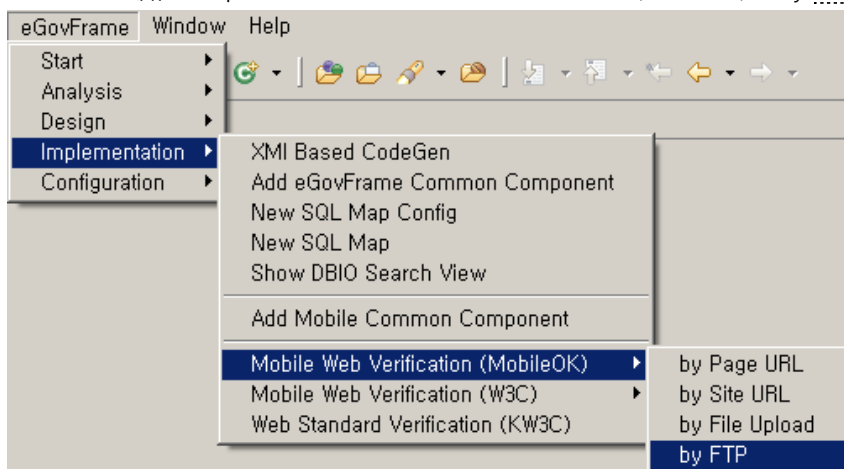 eGovFrame Window Help
Start
Analysis
Design
Implementation
Configuration
XMI Based CodeGen
Add eGovFrame Common Component
New SQL Map Config
New SQL Map
Show DBIO Search View
Add Mobile Common Component
Mobile Web Verification (MobileOK)
Mobile Web Verification (W3C)
Web Standard Verification (KW3C)
by Page URL
by Site URL
by File Upload
by FTP